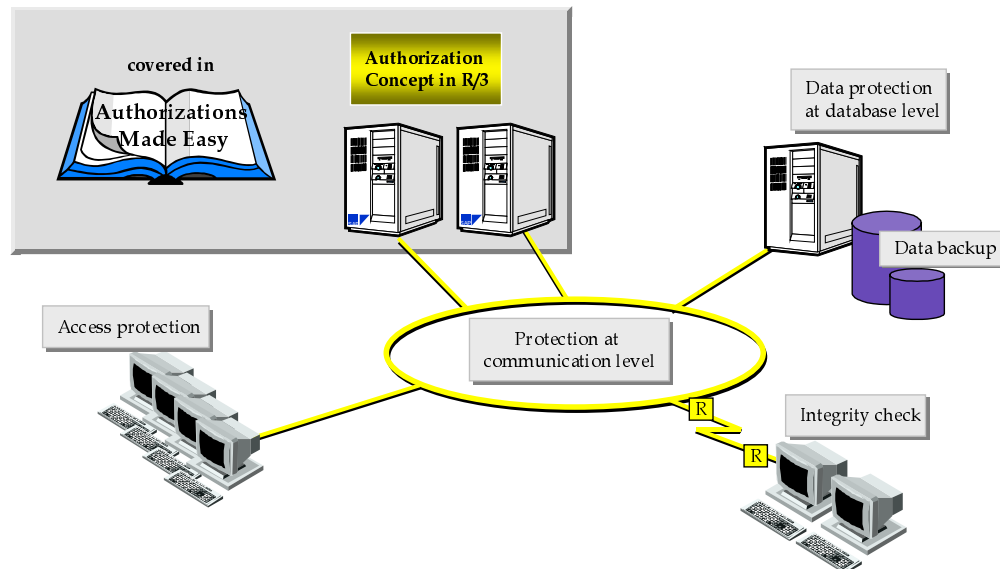 covered in
Authorizations
Made Easy
Authorization
Concept in R/3
Data protection
at database level
Data backup
Access protection
Protection at
communication level
R
R
Integrity check